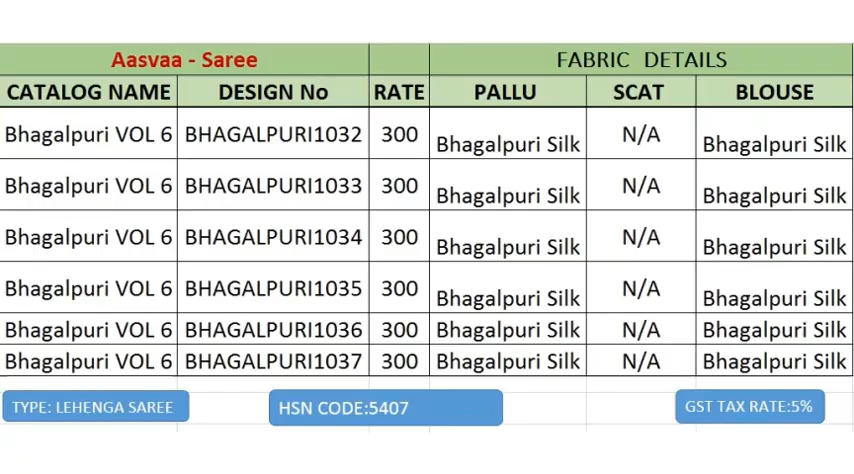 Aasvaa - Saree FABRIC DETAILS
CATALOG NAME DESIGN No RATE PALLU SCAT BLOUSE
Bhagalpuri VOL 6 BHAGALPURI1032 300 Bhagalpuri Silk N/A Bhagalpuri Silk
Bhagalpuri VOL 6 BHAGALPURI1033 300 Bhagalpuri Silk N/A Bhagalpuri Silk
Bhagalpuri VOL 6 BHAGALPURI1034 300 Bhagalpuri Silk N/A Bhagalpuri Silk
Bhagalpuri VOL 6 BHAGALPURI1035 300 Bhagalpuri Silk N/A Bhagalpuri Silk
Bhagalpuri VOL 6 BHAGALPURI1036 300 Bhagalpuri Silk N/A Bhagalpuri Silk
Bhagalpuri VOL 6 BHAGALPURI1037 300 Bhagalpuri Silk N/A Bhagalpuri Silk
TYPE: LEHENGA SAREE HSN CODE:5407 GST TAX RATE:5%